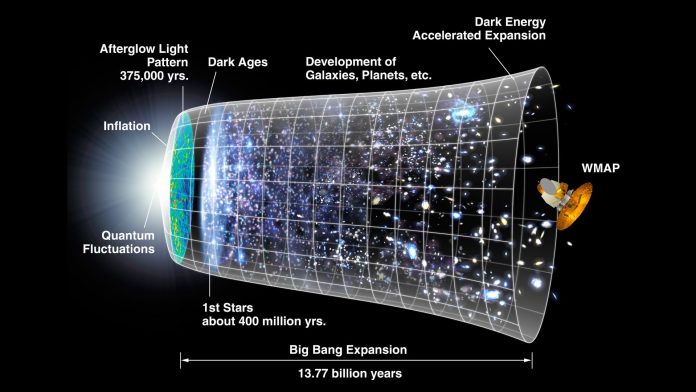 Dark Energy
Accelerated Expansion
Afterglow Light
Pattern
375,000 yrs.
Dark Ages
Development of
Galaxies, Planets, etc.
Inflation
WMAP
Quantum
Fluctuations
1st Stars
about 400 million yrs.
Big Bang Expansion
13.77 billion years